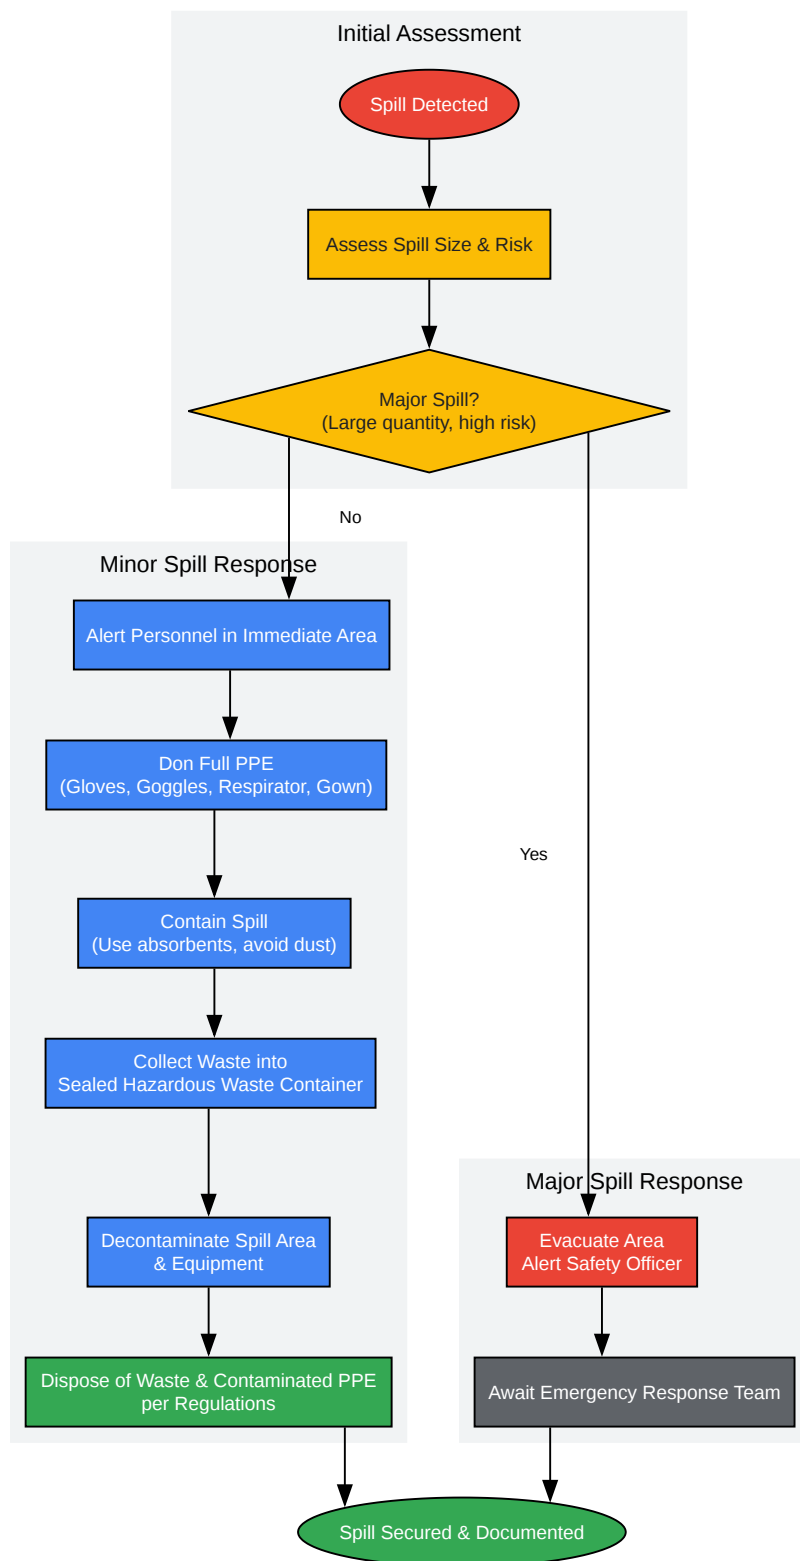 Initial Assessment
Spill Detected
Assess Spill Size & Risk
Major Spill?
(Large quantity, high risk)
No
Minor Spill Response
Alert Personnel in Immediate Area
Don Full PPE
(Gloves, Goggles, Respirator, Gown)
Contain Spill
(Use absorbents, avoid dust)
Collect Waste into
Sealed Hazardous Waste Container
Decontaminate Spill Area
& Equipment
Dispose of Waste & Contaminated PPE
per Regulations
Yes
Major Spill Response
Evacuate Area
Alert Safety Officer
Await Emergency Response Team
Spill Secured & Documented